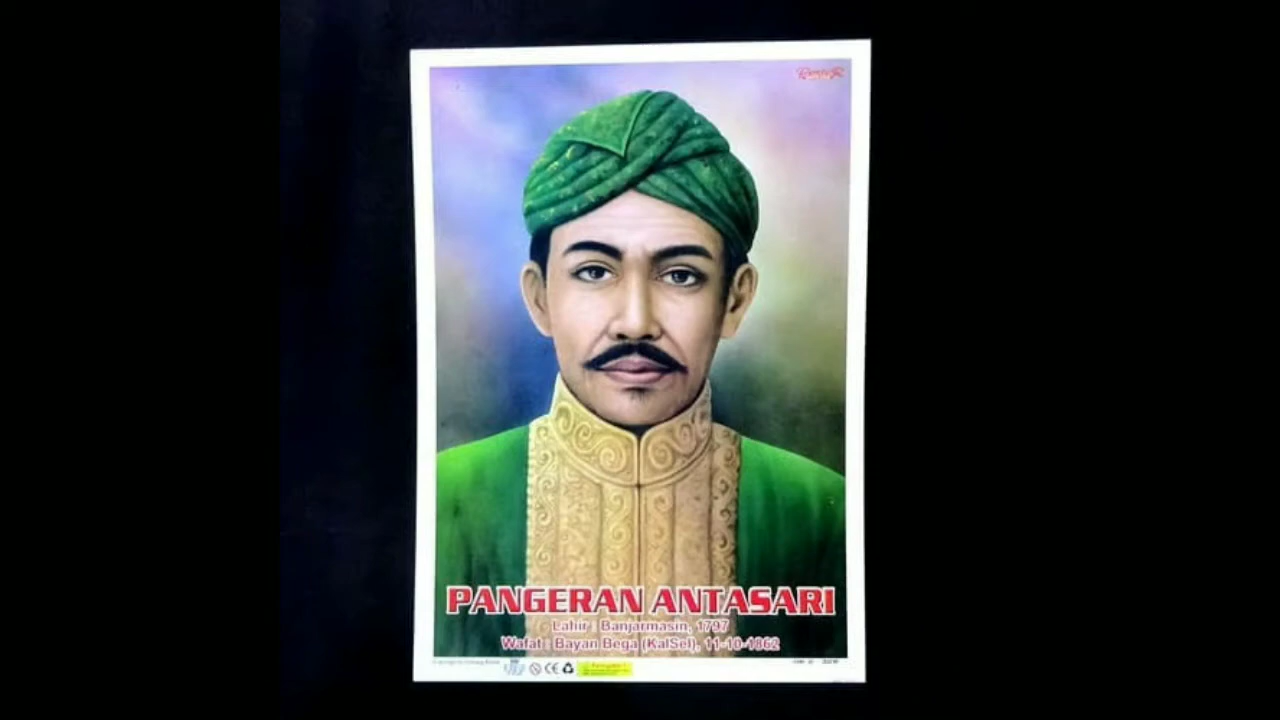 PANGERAN ANTASARI
Lahir : Banjarmasin, 1797
Wafat : Bayan Bega (KalSel), 11-10-1862